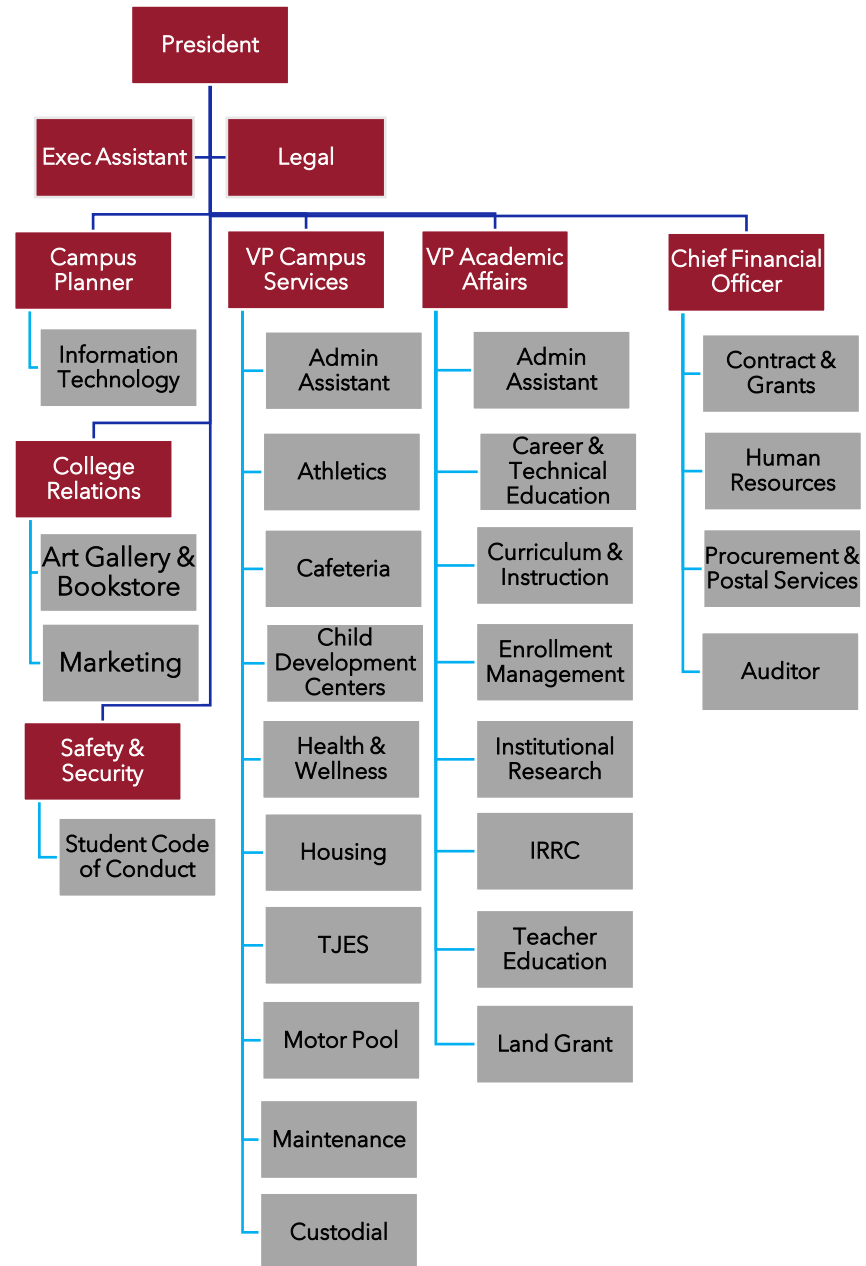 President
Exec Assistant
Legal
Campus
Planner
Information
Technology
College
Relations
Art Gallery &
Bookstore
Marketing
Safety &
Security
Student Code
of Conduct
VP Campus
Services
Admin
Assistant
Athletics
Cafeteria
Child
Development
Centers
Health &
Wellness
Housing
TJES
Motor Pool
Maintenance
Custodial
VP Academic
Affairs
Admin
Assistant
Career &
Technical
Education
Curriculum &
Instruction
Enrollment
Management
Institutional
Research
IRRC
Teacher
Education
Land Grant
Chief Financial
Officer
Contract &
Grants
Human
Resources
Procurement &
Postal Services
Auditor